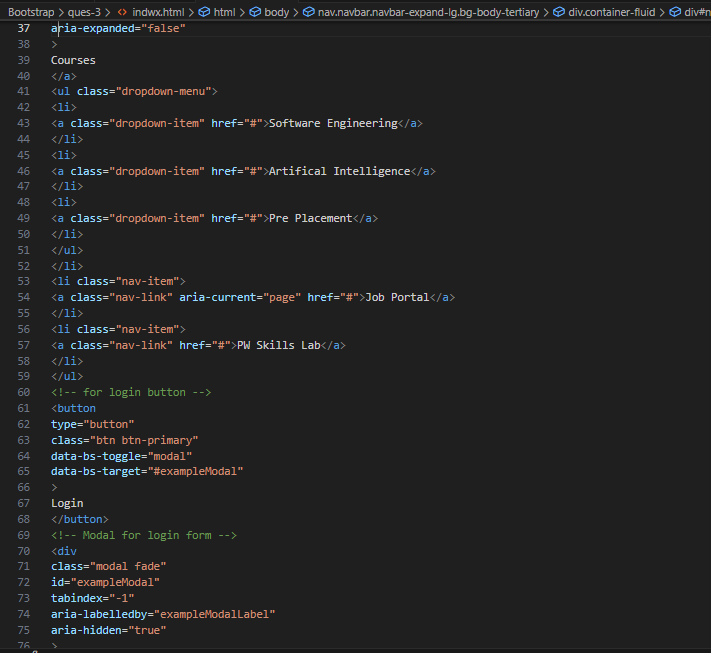 Bootstrap > ques-3 > <> indwx.html > html > body > nav.navbar.navbar-expand-lg.bg-body-tertiary > div.container-fluid > div#n
37 aria-expanded="false"
38 >
39 Courses
40 </a>
41 <ul class="dropdown-menu">
42 <li>
43 <a class="dropdown-item" href="#">Software Engineering</a>
44 </li>
45 <li>
46 <a class="dropdown-item" href="#">Artifical Intelligence</a>
47 </li>
48 <li>
49 <a class="dropdown-item" href="#">Pre Placement</a>
50 </li>
51 </ul>
52 </li>
53 <li class="nav-item">
54 <a class="nav-link" aria-current="page" href="#">Job Portal</a>
55 </li>
56 <li class="nav-item">
57 <a class="nav-link" href="#">PW Skills Lab</a>
58 </li>
59 </ul>
60 <!-- for login button -->
61 <button
62 type="button"
63 class="btn btn-primary"
64 data-bs-toggle="modal"
65 data-bs-target="#exampleModal"
66 >
67 Login
68 </button>
69 <!-- Modal for login form -->
70 <div
71 class="modal fade"
72 id="exampleModal"
73 tabindex="-1"
74 aria-labelledby="exampleModalLabel"
75 aria-hidden="true"
76 >